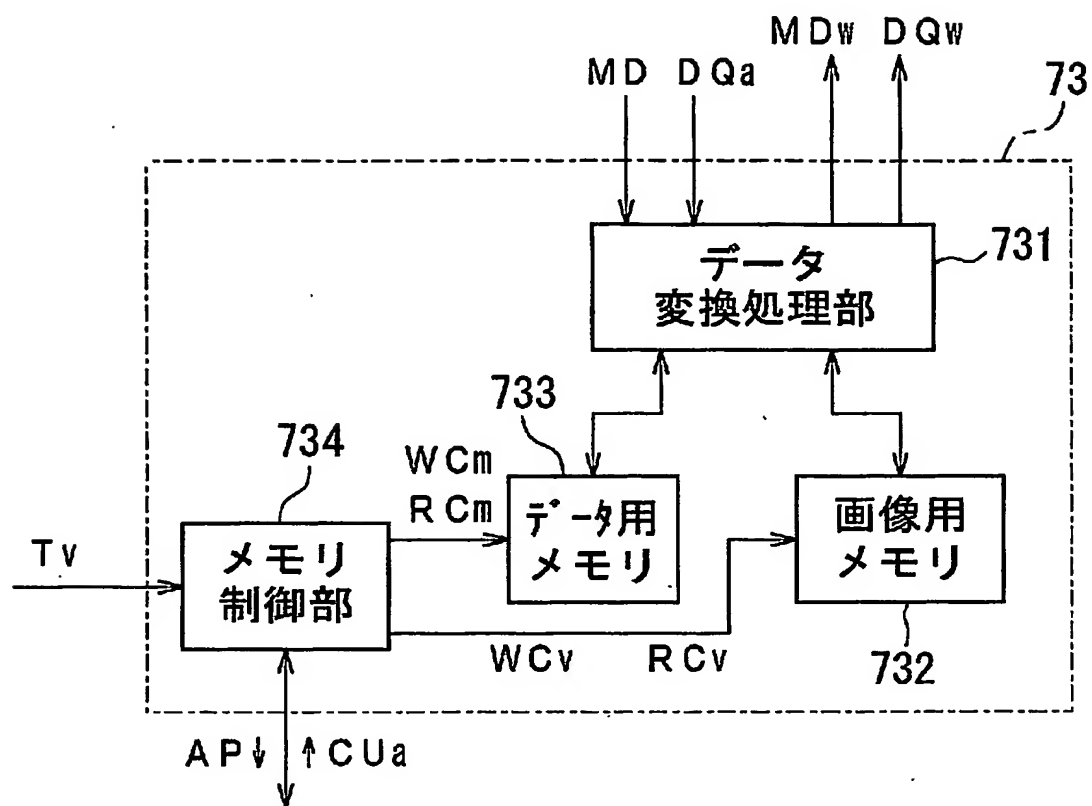 MDw DQw
MD DQa
73
データ
変換処理部
731
733
734
WCm
RCm
データ用
メモリ
画像用
メモリ
Tv
メモリ
制御部
WCv RCv
732
AP↓ ↑CUa